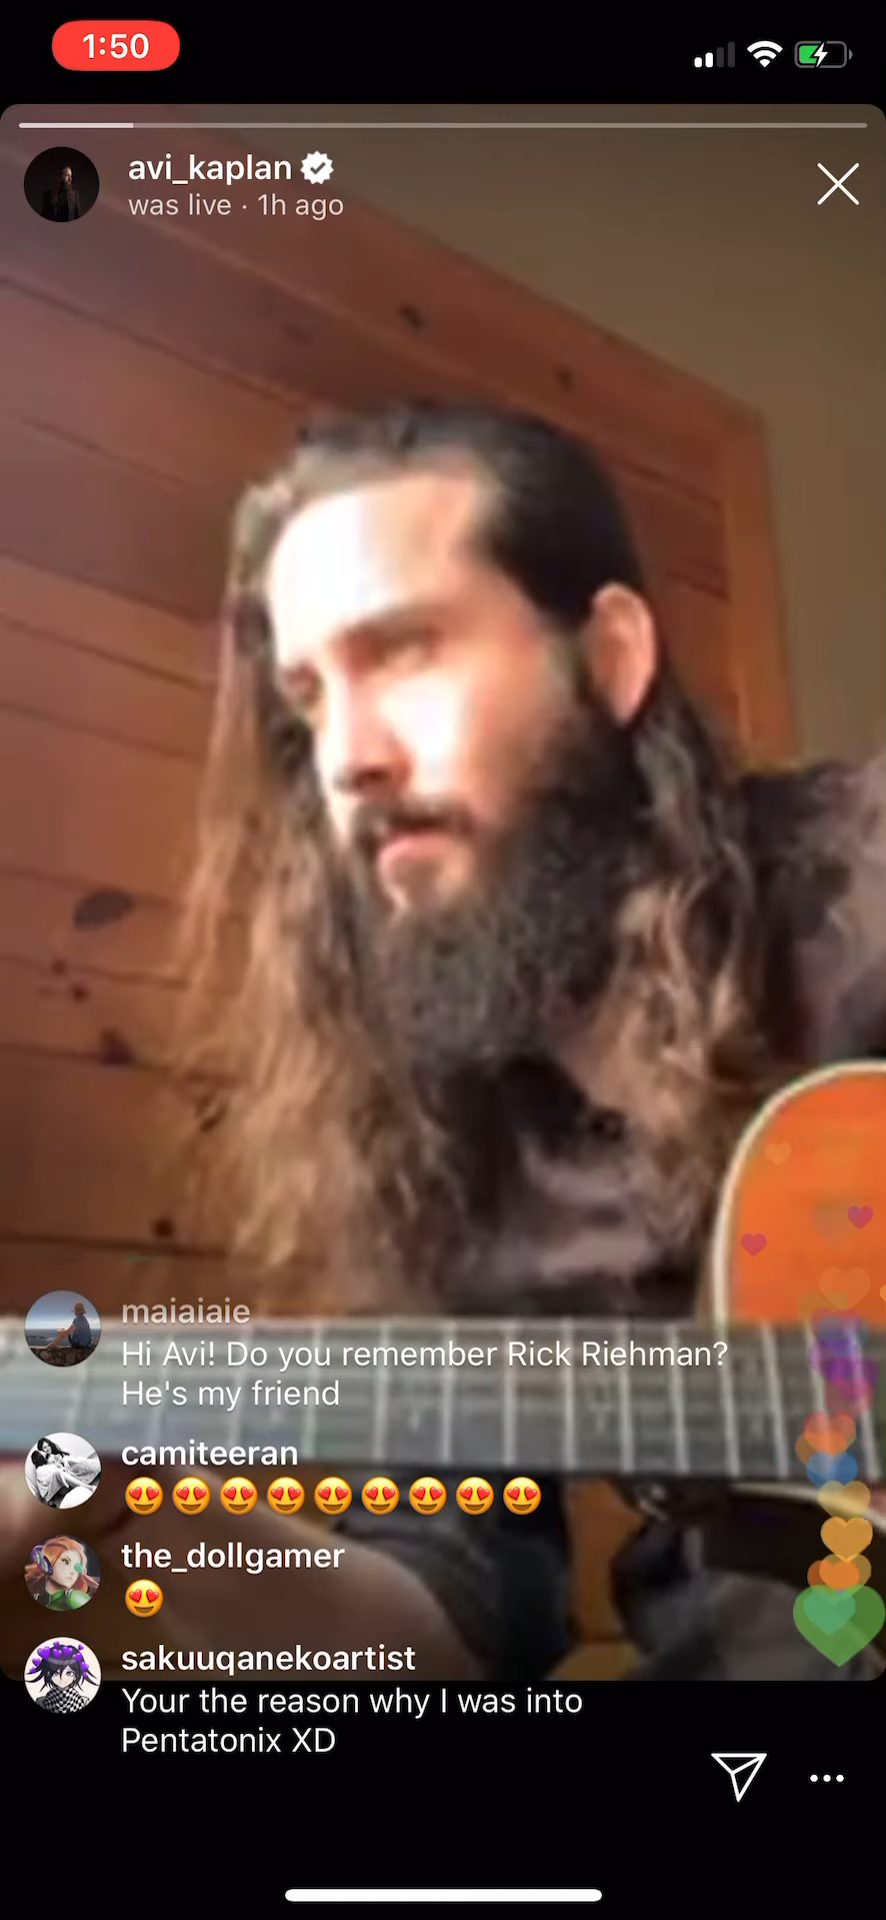 1:50
avi_kaplan
was live · 1h ago
maiaiaie
Hi Avi! Do you remember Rick Riehman?
He's my friend
camiteeran
😍😍😍😍😍😍😍😍😍
the_dollgamer
😍
sakuuqanekoartist
Your the reason why I was into
Pentatonix XD